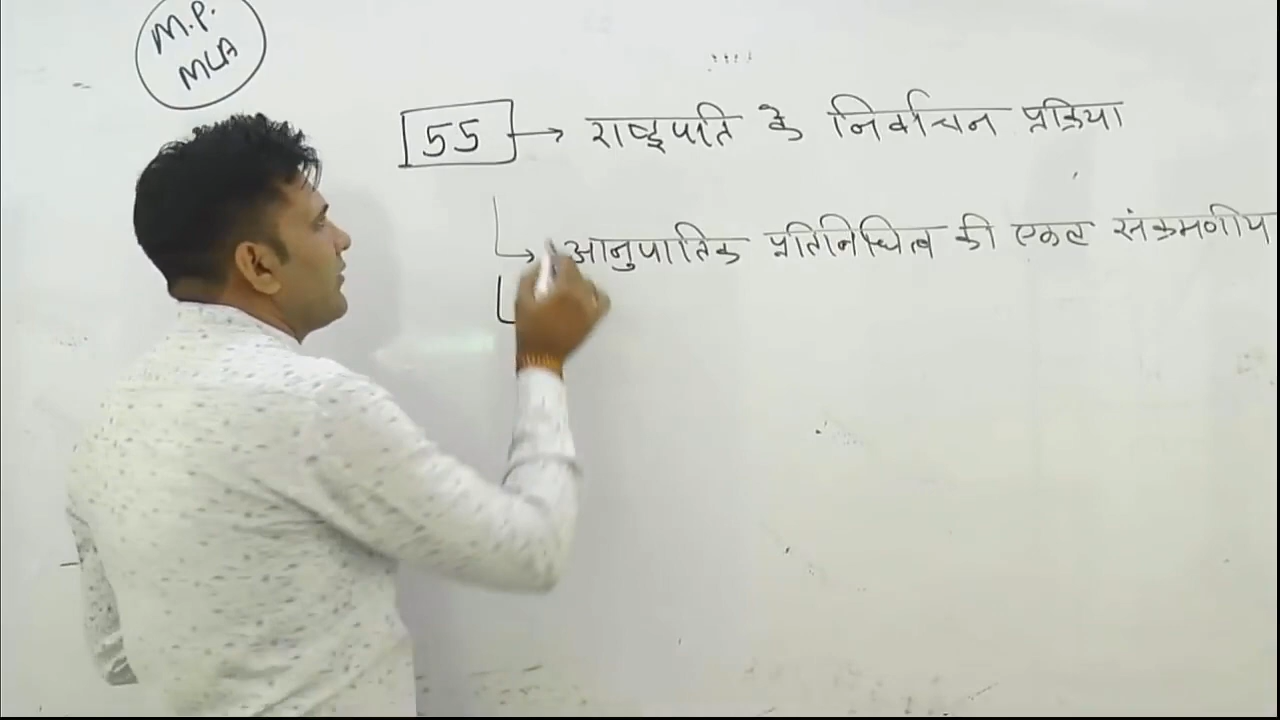 M.P.
MLA
55 → राष्ट्रपति के निर्वाचन प्रक्रिया
→ आनुपातिक प्रतिनिधित्व की एकल संक्रमणीय